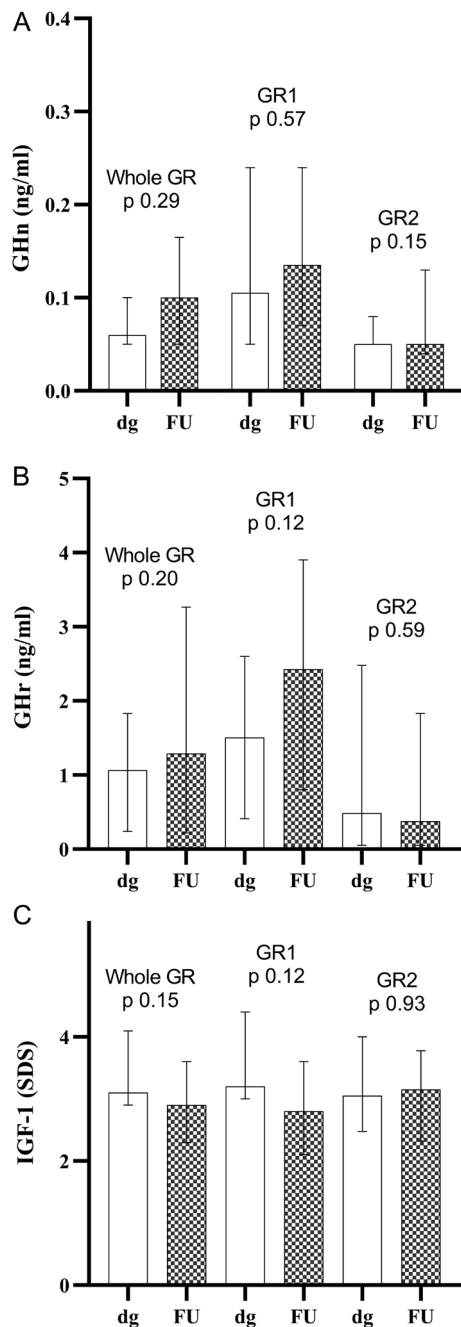 A
GHn (ng/ml)
0.4
0.3
0.2
0.1
0.0
Whole GR
p 0.29
GR1
p 0.57
GR2
p 0.15
dg FU dg FU dg FU
B
GHr (ng/ml)
5
4
3
2
1
0
Whole GR
p 0.20
GR1
p 0.12
GR2
p 0.59
dg FU dg FU dg FU
C
IGF-1 (SDS)
4
2
0
Whole GR
p 0.15
GR1
p 0.12
GR2
p 0.93
dg FU dg FU dg FU